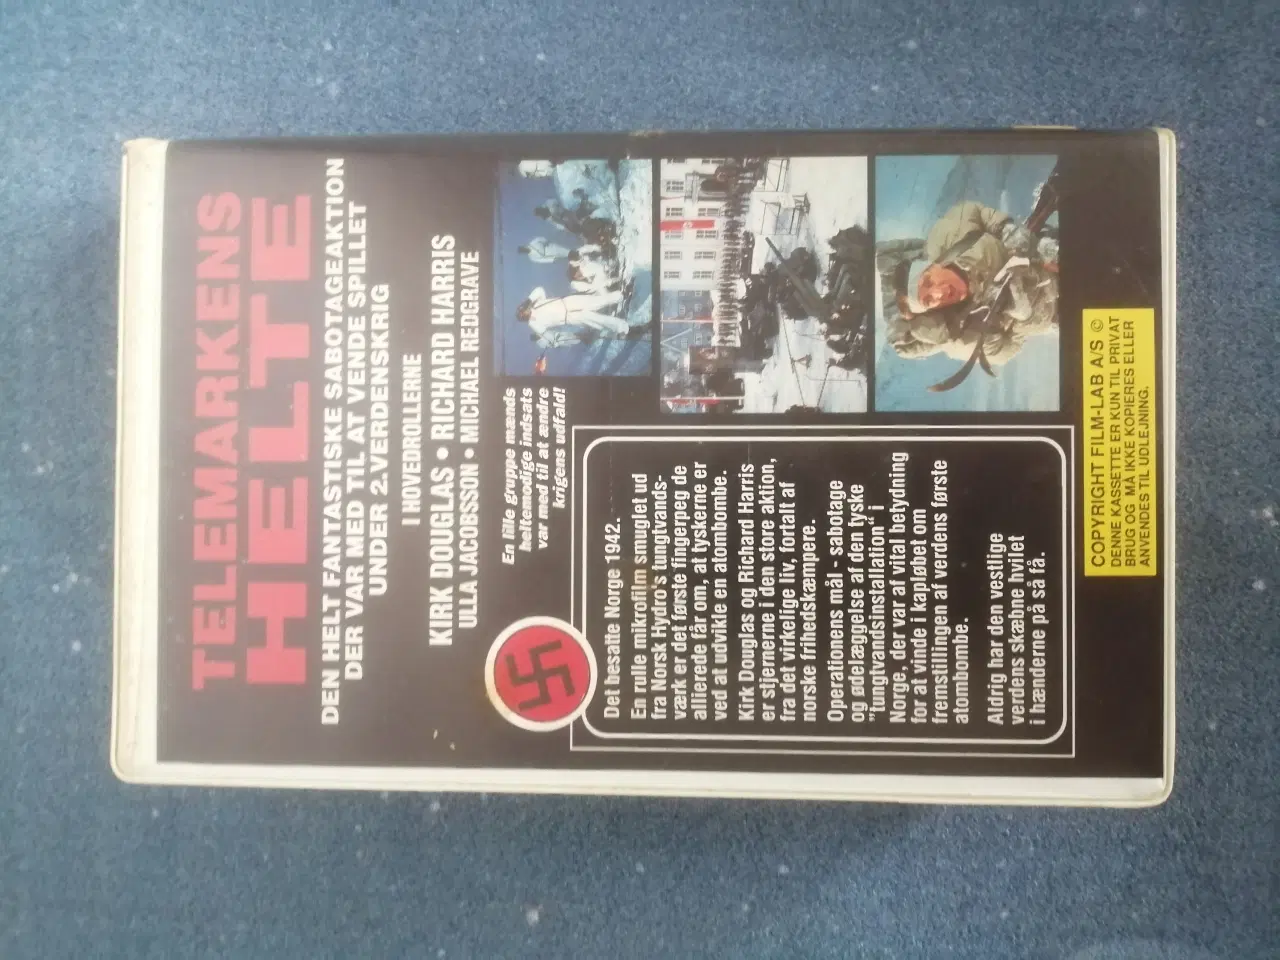 TELEMARKENS
HELTE
DEN HELT FANTASTISKE SABOTAGEAKTION
DER VAR MED TIL AT VENDE SPILLET
UNDER 2.VERDENSKRIG
I HOVEDROLLERNE
KIRK DOUGLAS • RICHARD HARRIS
ULLA JACOBSSON • MICHAEL REDGRAVE
En lille gruppe mænds
heltemodige indsats
var med til at ændre
krigens udfald!
Det besatte Norge 1942.
En rulle mikrofilm smuglet ud
fra Norsk Hydro's tungtvands-
værk er det første fingerpeg de
allierede får om, at tyskerne er
ved at udvikle en atombombe.
Kirk Douglas og Richard Harris
er stjernerne i den store aktion,
fra det virkelige liv, fortalt af
norske frihedskæmpere.
Operationens mål - sabotage
og ødelæggelse af den tyske
"tungtvandsinstallation" i
Norge, der var af vital betydning
for at vinde i kapløbet om
fremstillingen af verdens første
atombombe.
Aldrig har den vestlige
verdens skæbne hvilet
i hænderne på så få.
COPYRIGHT FILM-LAB A/S ©
DENNE KASSETTE ER KUN TIL PRIVAT
BRUG OG MÅ IKKE KOPIERES ELLER
ANVENDES TIL UDLEJNING.